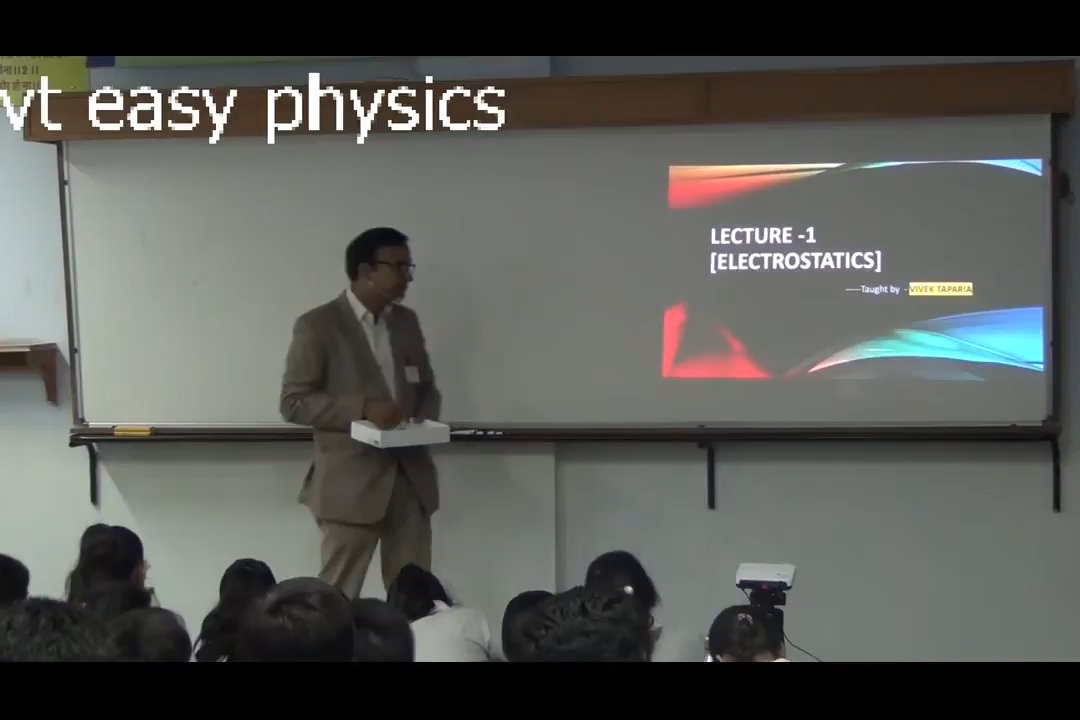 vt easy physics
LECTURE -1
[ELECTROSTATICS]
-----Taught by - VIVEK TAPARIA